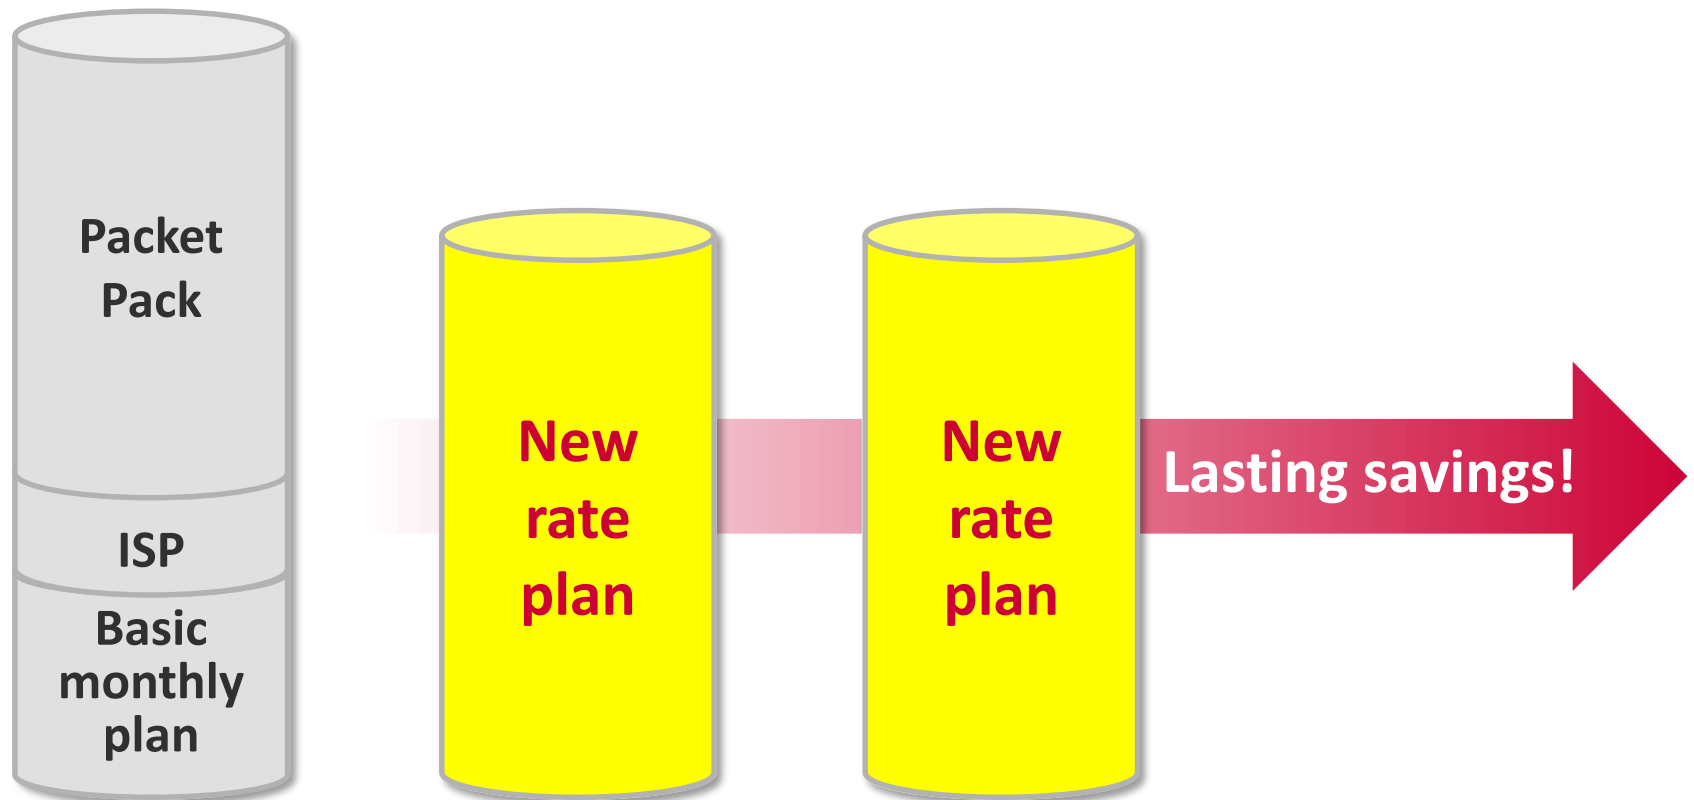 Packet
Pack
ISP
Basic
monthly
plan
New
rate
plan
New
rate
plan
Lasting savings!